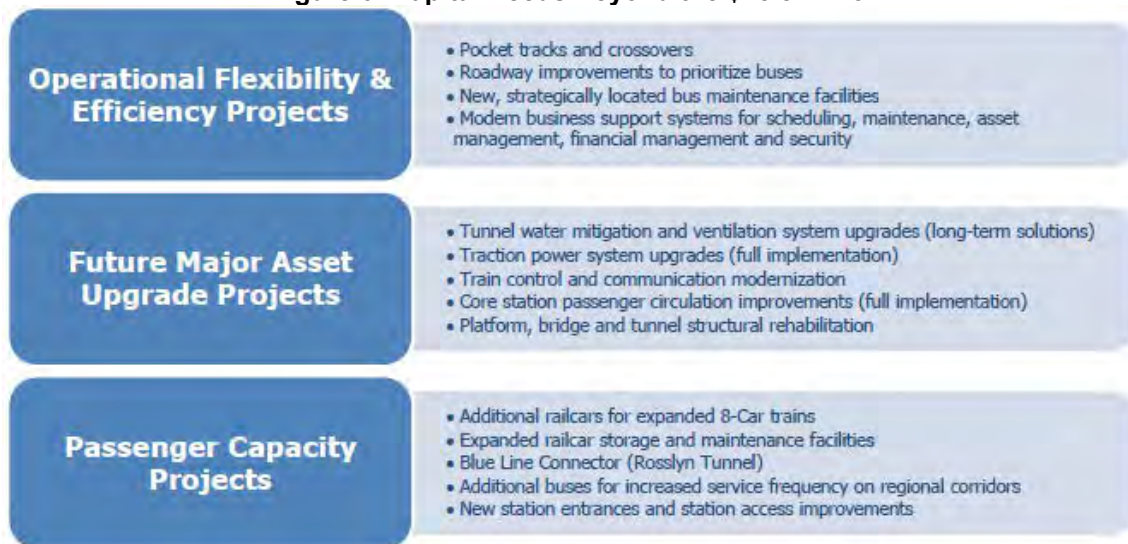 Operational Flexibility &
Efficiency Projects
• Pocket tracks and crossovers
• Roadway improvements to prioritize buses
• New, strategically located bus maintenance facilities
• Modern business support systems for scheduling, maintenance, asset
management, financial management and security
Future Major Asset
Upgrade Projects
• Tunnel water mitigation and ventilation system upgrades (long-term solutions)
• Traction power system upgrades (full implementation)
• Train control and communication modernization
• Core station passenger circulation improvements (full implementation)
• Platform, bridge and tunnel structural rehabilitation
Passenger Capacity
Projects
• Additional railcars for expanded 8-Car trains
• Expanded railcar storage and maintenance facilities
• Blue Line Connector (Rosslyn Tunnel)
• Additional buses for increased service frequency on regional corridors
• New station entrances and station access improvements